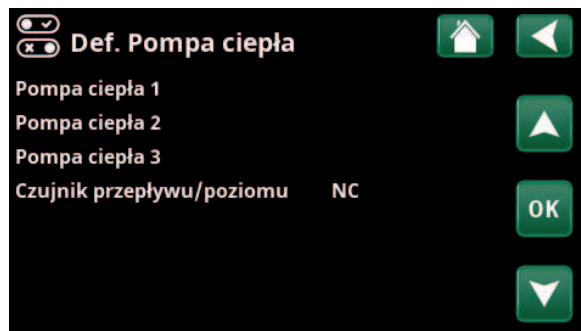 Def. Pompa ciepła
Pompa ciepła 1
Pompa ciepła 2
Pompa ciepła 3
Czujnik przepływu/poziomu NC
OK